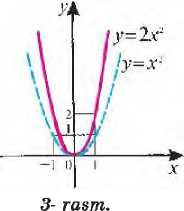 y
y=2x²
y=x²
2
1
-1 0 1 x
3- rasm.